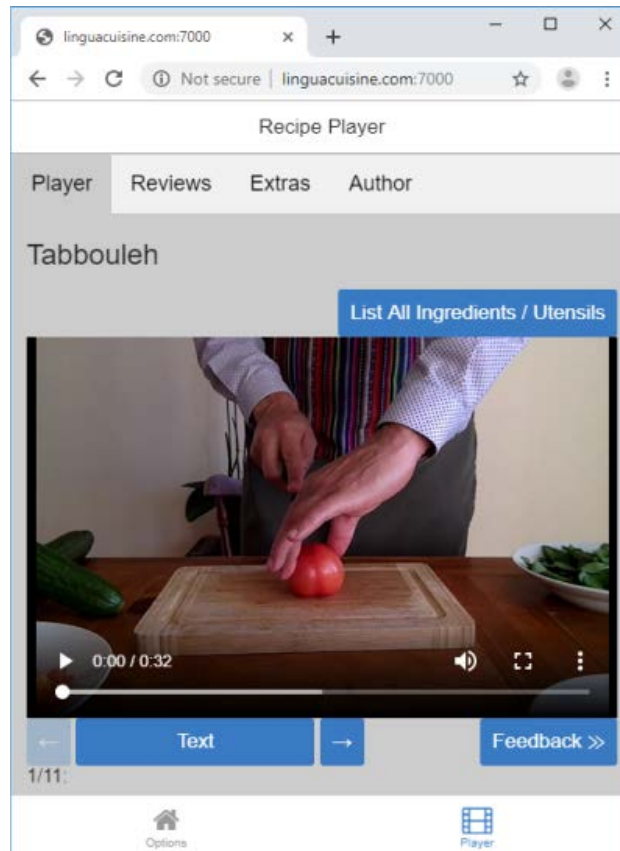 linguacuisine.com:7000
Not secure | linguacuisine.com:7000
Recipe Player
Player Reviews Extras Author
Tabbouleh
List All Ingredients / Utensils
0:00 / 0:32
← Text → Feedback ≫
1/11:
Options Player